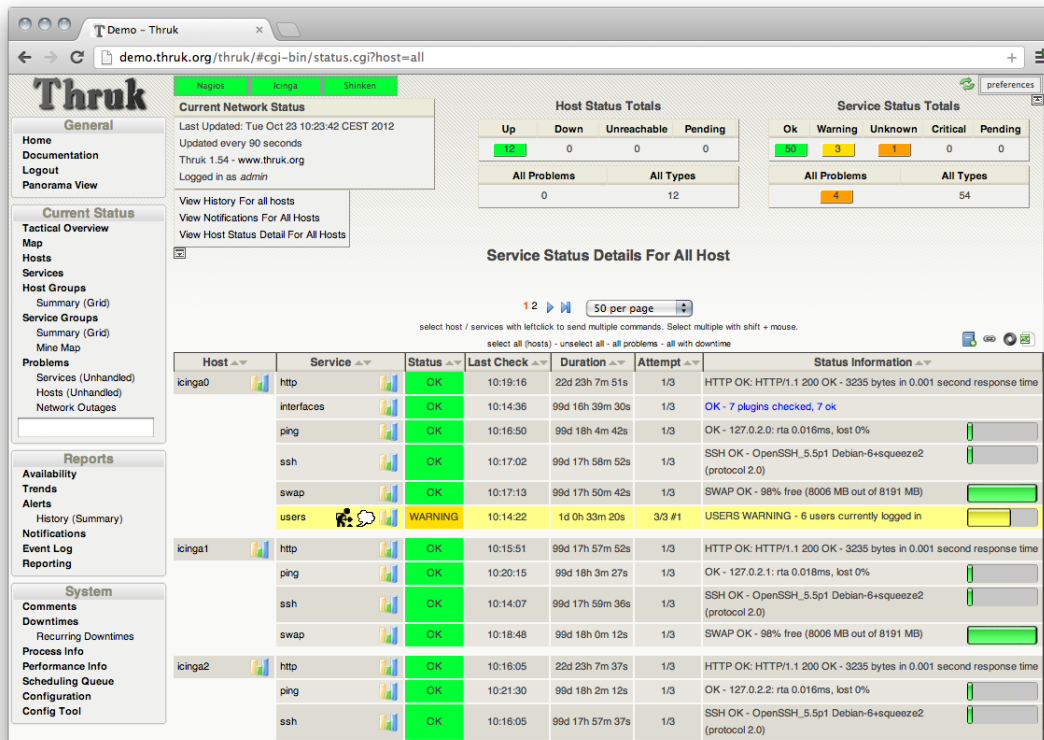 Demo – Thruk
demo.thruk.org/thruk/#cgi-bin/status.cgi?host=all
Thruk
General
Home
Documentation
Logout
Panorama View
Current Status
Tactical Overview
Map
Hosts
Services
Host Groups
Summary (Grid)
Service Groups
Summary (Grid)
Mine Map
Problems
Services (Unhandled)
Hosts (Unhandled)
Network Outages
Reports
Availability
Trends
Alerts
History (Summary)
Notifications
Event Log
Reporting
System
Comments
Downtimes
Recurring Downtimes
Process Info
Performance Info
Scheduling Queue
Configuration
Config Tool
Nagios Icinga Shinken
preferences
Current Network Status
Last Updated: Tue Oct 23 10:23:42 CEST 2012
Updated every 90 seconds
Thruk 1.54 - www.thruk.org
Logged in as admin
View History For all hosts
View Notifications For All Hosts
View Host Status Detail For All Hosts
Host Status Totals
Up Down Unreachable Pending
12 0 0 0
All Problems All Types
0 12
Service Status Totals
Ok Warning Unknown Critical Pending
50 3 1 0 0
All Problems All Types
4 54
Service Status Details For All Host
1 2 50 per page
select host / services with leftclick to send multiple commands. Select multiple with shift + mouse.
select all (hosts) - unselect all - all problems - all with downtime
Host Service Status Last Check Duration Attempt Status Information
icinga0 http OK 10:19:16 22d 23h 7m 51s 1/3 HTTP OK: HTTP/1.1 200 OK - 3235 bytes in 0.001 second response time
interfaces OK 10:14:36 99d 16h 39m 30s 1/3 OK - 7 plugins checked, 7 ok
ping OK 10:16:50 99d 18h 4m 42s 1/3 OK - 127.0.2.0: rta 0.016ms, lost 0%
ssh OK 10:17:02 99d 17h 58m 52s 1/3 SSH OK - OpenSSH_5.5p1 Debian-6+squeeze2
(protocol 2.0)
swap OK 10:17:13 99d 17h 50m 42s 1/3 SWAP OK - 98% free (8006 MB out of 8191 MB)
users WARNING 10:14:22 1d 0h 33m 20s 3/3 #1 USERS WARNING - 6 users currently logged in
icinga1 http OK 10:15:51 99d 17h 57m 52s 1/3 HTTP OK: HTTP/1.1 200 OK - 3235 bytes in 0.001 second response time
ping OK 10:20:15 99d 18h 3m 27s 1/3 OK - 127.0.2.1: rta 0.018ms, lost 0%
ssh OK 10:14:07 99d 17h 59m 36s 1/3 SSH OK - OpenSSH_5.5p1 Debian-6+squeeze2
(protocol 2.0)
swap OK 10:18:48 99d 18h 0m 12s 1/3 SWAP OK - 98% free (8006 MB out of 8191 MB)
icinga2 http OK 10:16:05 22d 23h 7m 37s 1/3 HTTP OK: HTTP/1.1 200 OK - 3235 bytes in 0.001 second response time
ping OK 10:21:30 99d 18h 2m 12s 1/3 OK - 127.0.2.2: rta 0.016ms, lost 0%
ssh OK 10:16:05 99d 17h 57m 37s 1/3 SSH OK - OpenSSH_5.5p1 Debian-6+squeeze2
(protocol 2.0)